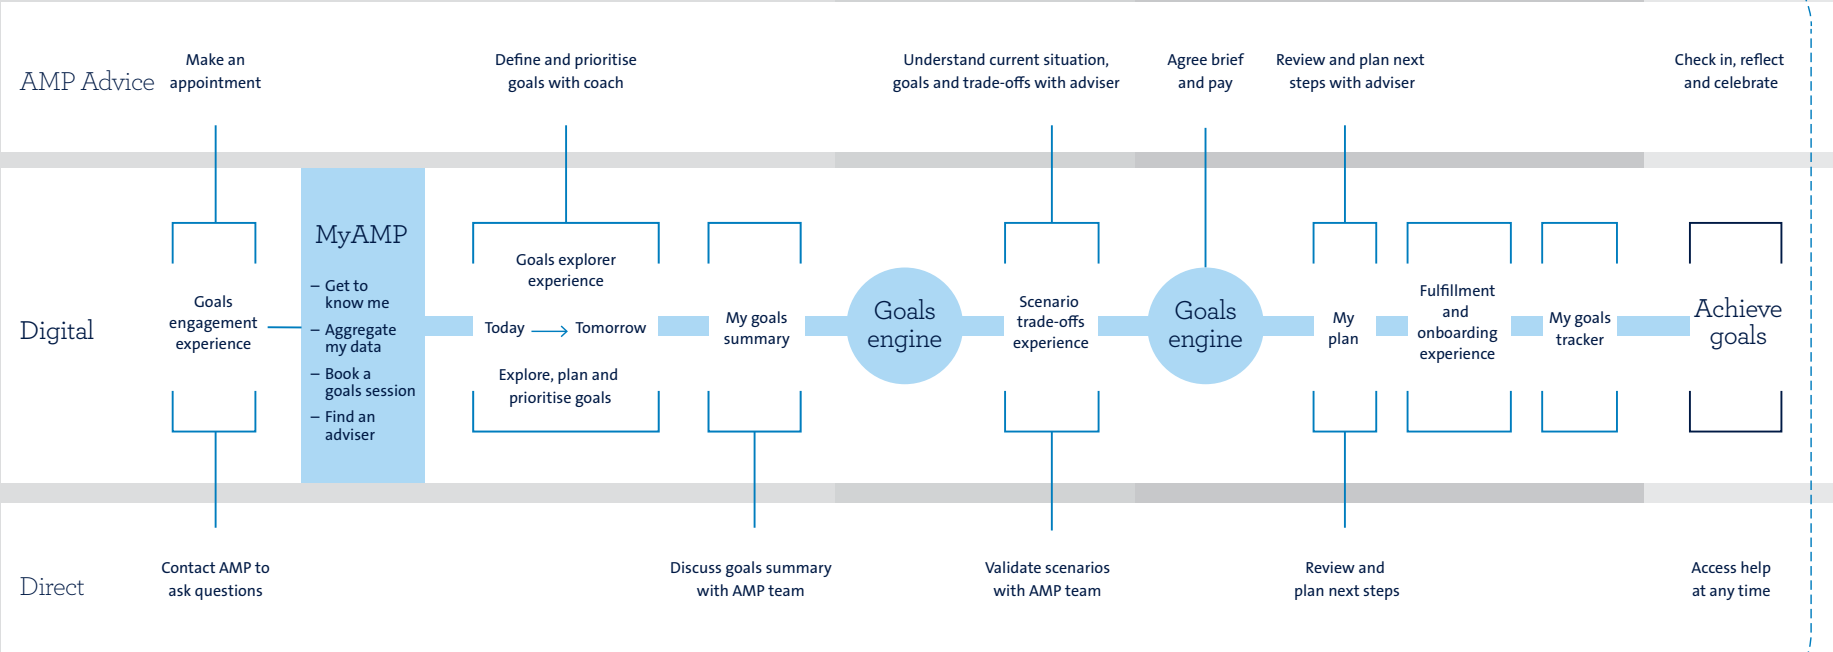 AMP Advice
Make an
appointment
Define and prioritise
goals with coach
Understand current situation,
goals and trade-offs with adviser
Agree brief
and pay
Review and plan next
steps with adviser
Check in, reflect
and celebrate
Digital
Goals
engagement
experience
MyAMP
– Get to
know me
– Aggregate
my data
– Book a
goals session
– Find an
adviser
Goals explorer
experience
Today
Tomorrow
Explore, plan and
prioritise goals
My goals
summary
Goals
engine
Scenario
trade-offs
experience
Goals
engine
My
plan
Fulfillment
and
onboarding
experience
My goals
tracker
Achieve
goals
Direct
Contact AMP to
ask questions
Discuss goals summary
with AMP team
Validate scenarios
with AMP team
Review and
plan next steps
Access help
at any time